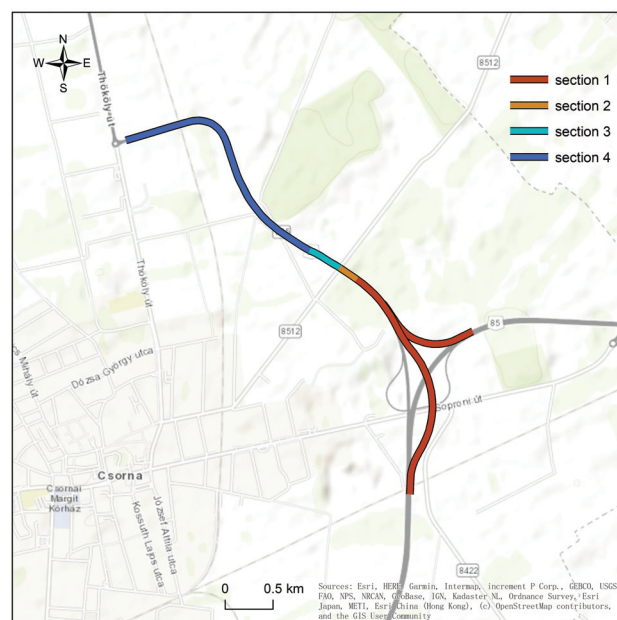 N
W E
S
Thököly út
8512
section 1
section 2
section 3
section 4
Thököly út
8512
85
Mihály út
Dózsa György utca
Soproni út
Csorna
Csornai
Margit
Kórház
Kossuth Lajos utca
József Attila utca
8422
0 0.5 km
Sources: Esri, HERE, Garmin, Intermap, increment P Corp., GEBCO, USGS,
FAO, NPS, NRCAN, GeoBase, IGN, Kadaster NL, Ordnance Survey, Esri
Japan, METI, Esri China (Hong Kong), (c) OpenStreetMap contributors,
and the GIS User Community